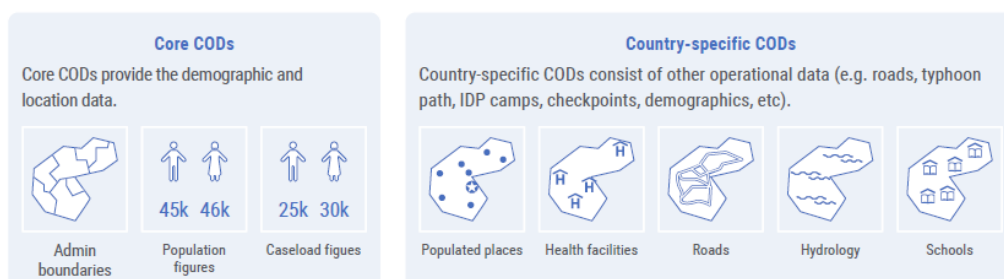 Core CODs
Core CODs provide the demographic and
location data.
45k 46k
25k 30k
Admin
boundaries
Population
figures
Caseload figues
Country-specific CODs
Country-specific CODs consist of other operational data (e.g. roads, typhoon
path, IDP camps, checkpoints, demographics, etc).
H
H
H
H
Populated places
Health facilities
Roads
Hydrology
Schools